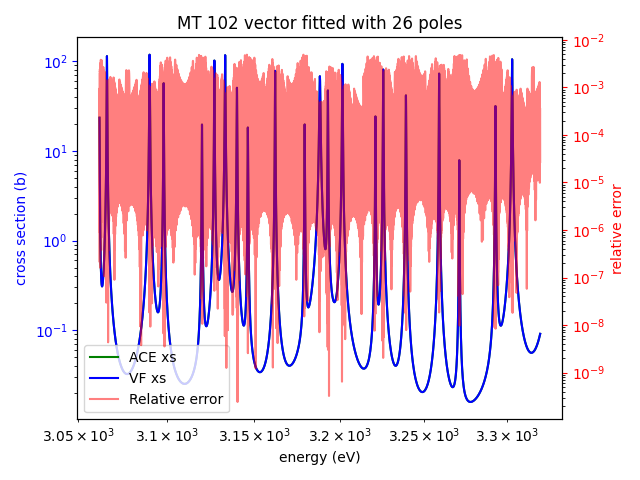 MT 102 vector fitted with 26 poles
cross section (b)
10²
10¹
10⁰
10⁻¹
10⁻²
10⁻³
10⁻⁴
10⁻⁵
10⁻⁶
10⁻⁷
10⁻⁸
10⁻⁹
relative error
ACE xs
VF xs
Relative error
3.05 × 10³ 3.1 × 10³ 3.15 × 10³ 3.2 × 10³ 3.25 × 10³ 3.3 × 10³
energy (eV)